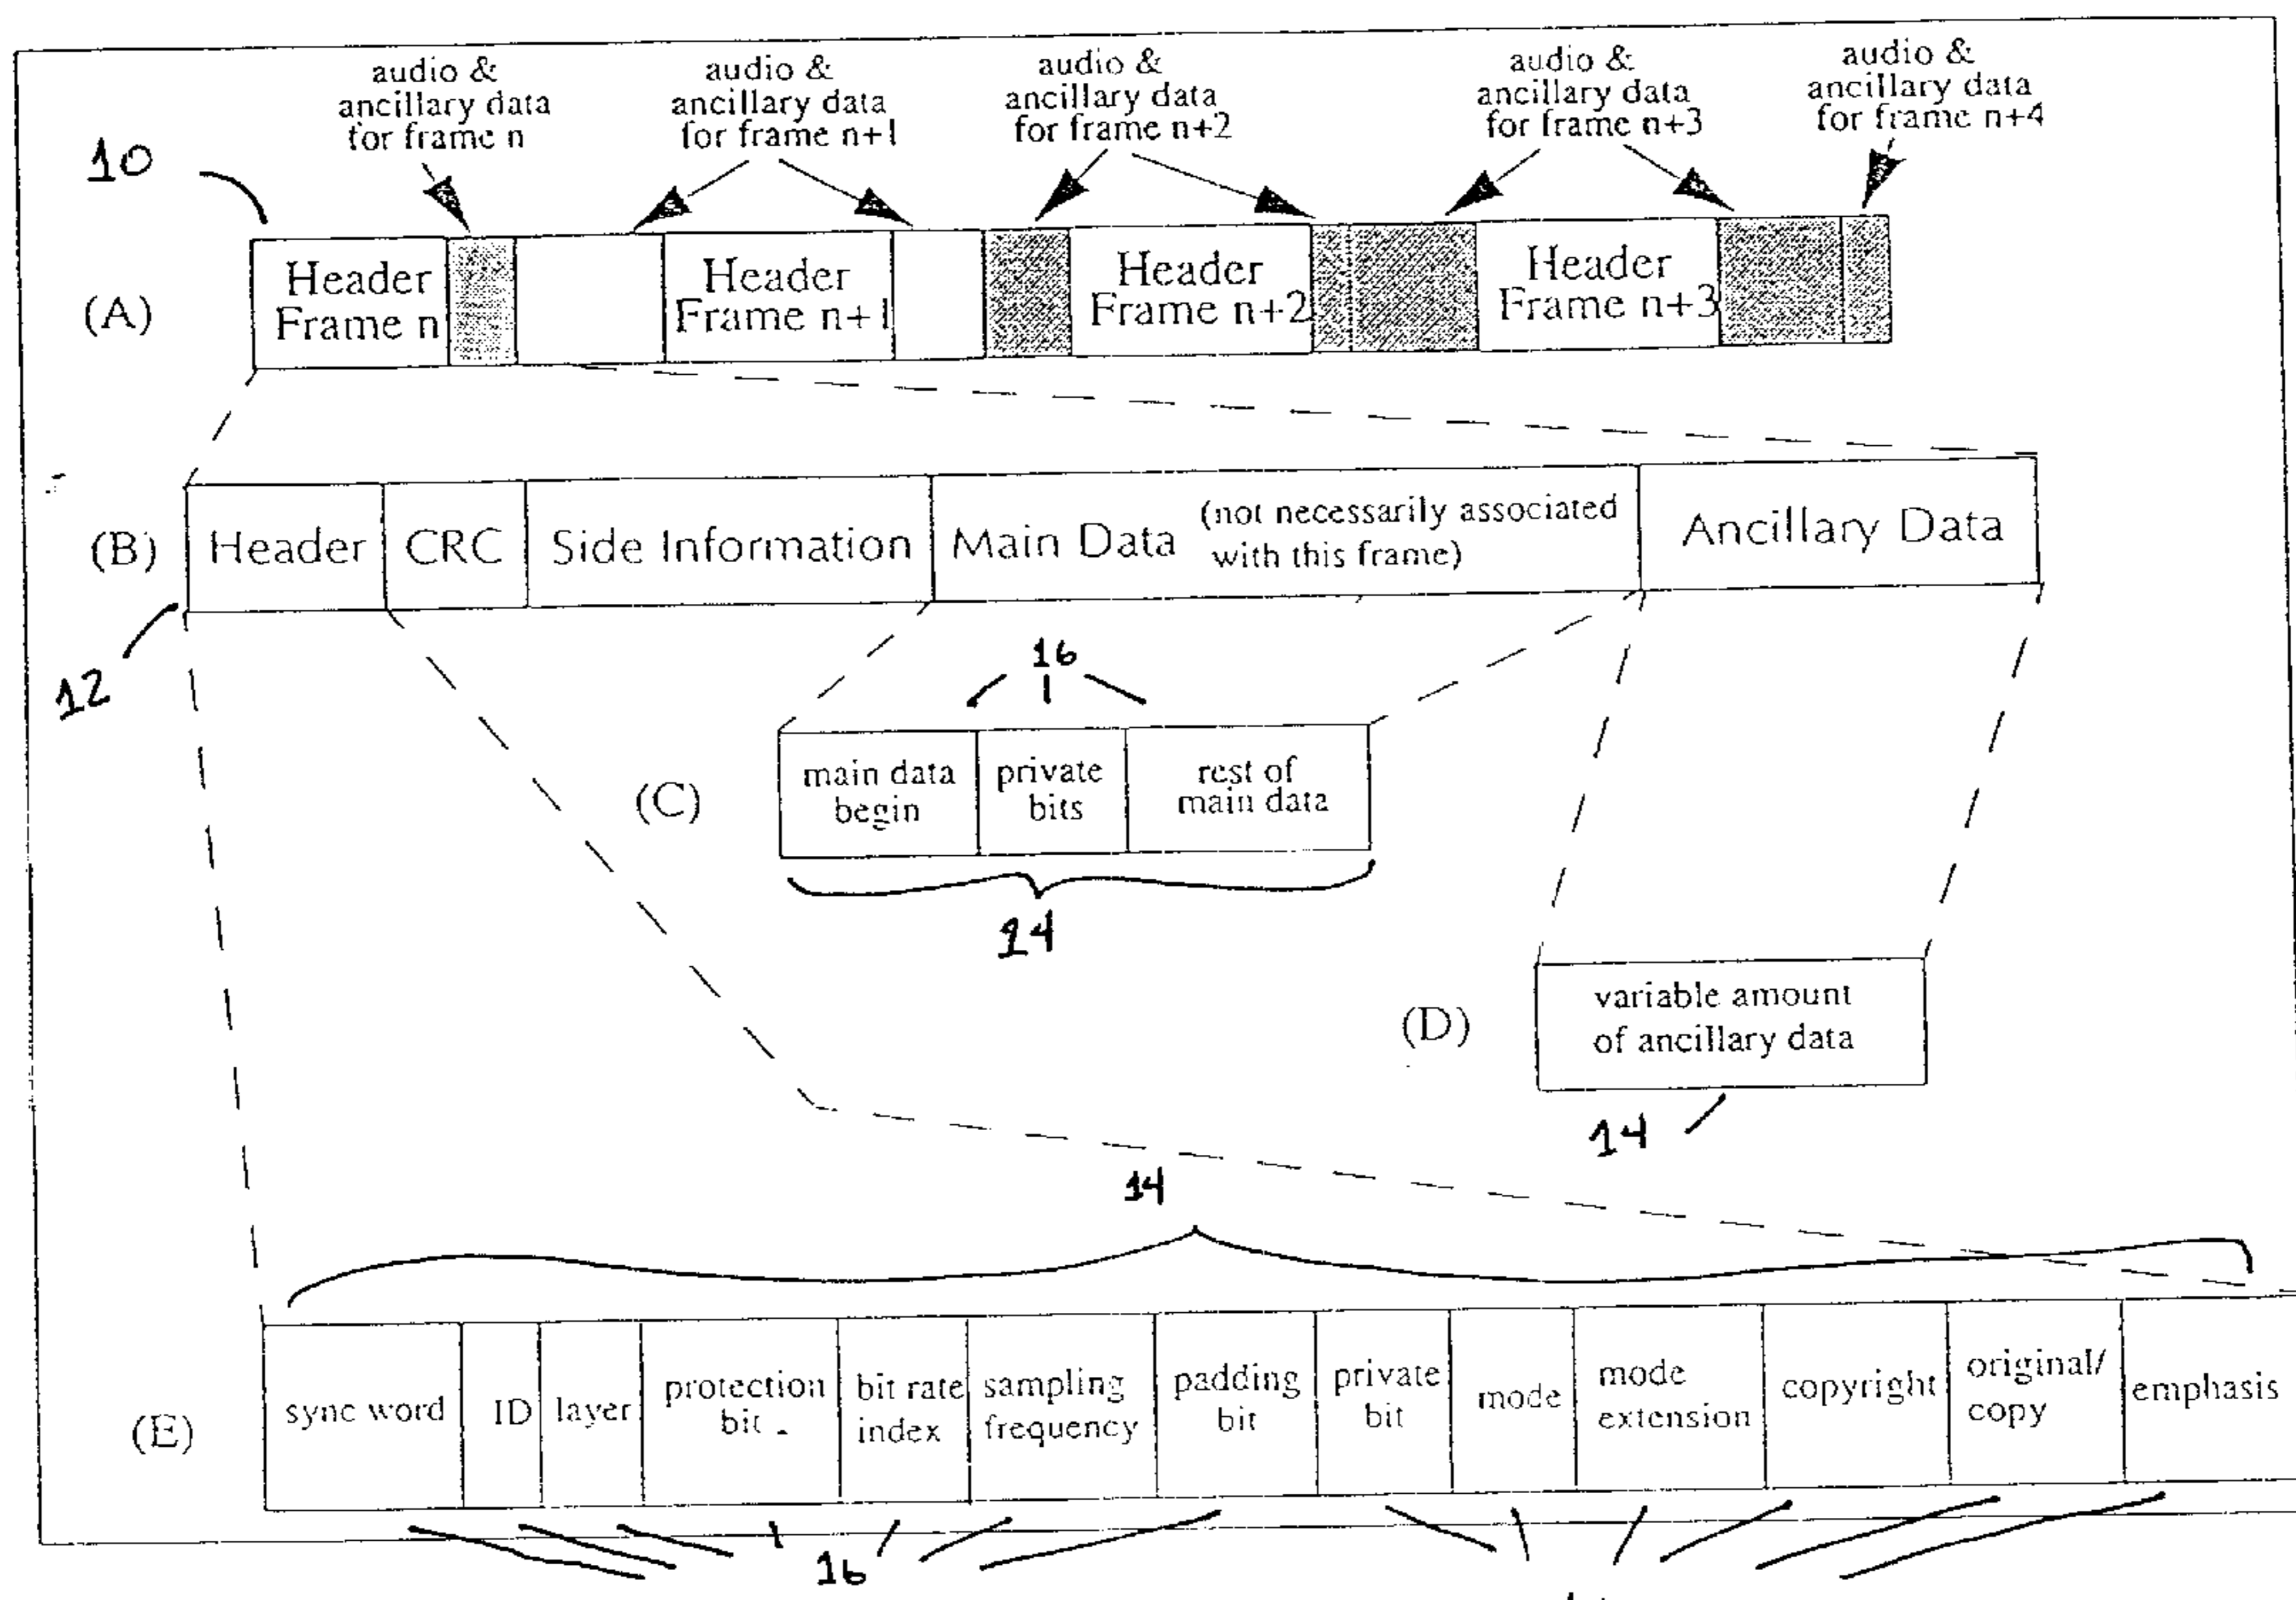 audio &
ancillary data
for frame n
audio &
ancillary data
for frame n+1
audio &
ancillary data
for frame n+2
audio &
ancillary data
for frame n+3
audio &
ancillary data
for frame n+4
10
(A)
Header
Frame n
Header
Frame n+1
Header
Frame n+2
Header
Frame n+3
(B)
Header
CRC
Side Information
Main Data
(not necessarily associated
with this frame)
Ancillary Data
12
16
(C)
main data
begin
private
bits
rest of
main data
14
(D)
variable amount
of ancillary data
14
14
(E)
sync word
ID
layer
protection
bit
bit rate
index
sampling
frequency
padding
bit
private
bit
mode
mode
extension
copyright
original/
copy
emphasis
16